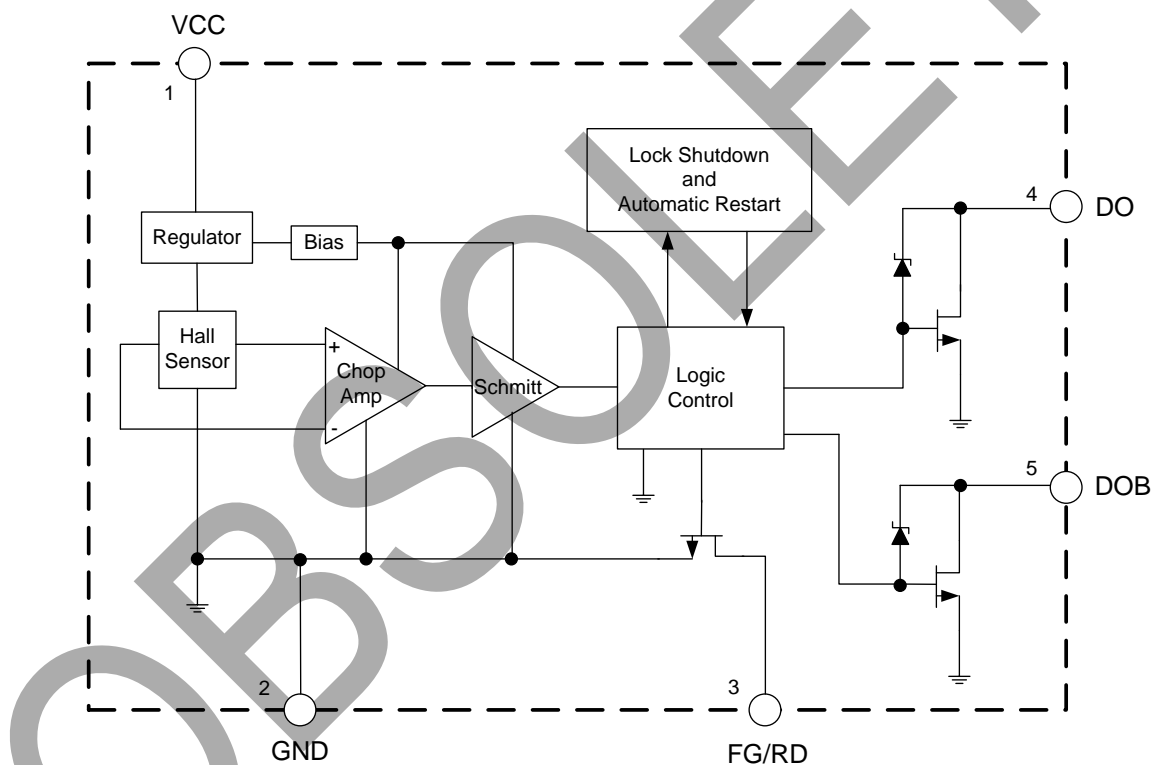 VCC
1
Lock Shutdown
and
Automatic Restart
4
DO
Regulator
Bias
Hall
Sensor
+
Chop
Amp
-
Schmitt
Logic
Control
5
DOB
2
GND
3
FG/RD
OBSOLET